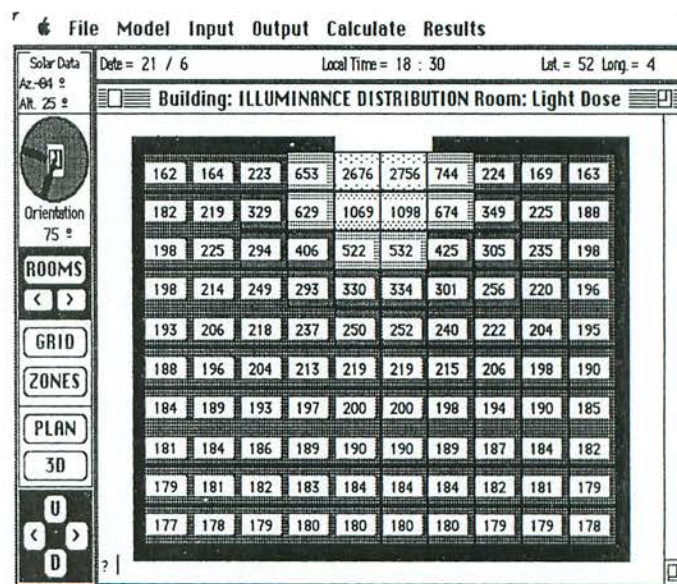 File Model Input Output Calculate Results
Solar Data
Az.-84 º
Alt. 25 º
Date = 21 / 6 Local Time = 18 : 30 Lat. = 52 Long. = 4
Building: ILLUMINANCE DISTRIBUTION Room: Light Dose
Orientation
75 º
ROOMS
< >
GRID
ZONES
PLAN
3D
U
< >
D
162 164 223 653 2676 2756 744 224 169 163
182 219 329 629 1069 1098 674 349 225 188
198 225 294 406 522 532 425 305 235 198
198 214 249 293 330 334 301 256 220 196
193 206 218 237 250 252 240 222 204 195
188 196 204 213 219 219 215 206 198 190
184 189 193 197 200 200 198 194 190 185
181 184 186 189 190 190 189 187 184 182
179 181 182 183 184 184 184 182 181 179
177 178 179 180 180 180 180 179 179 178
? |